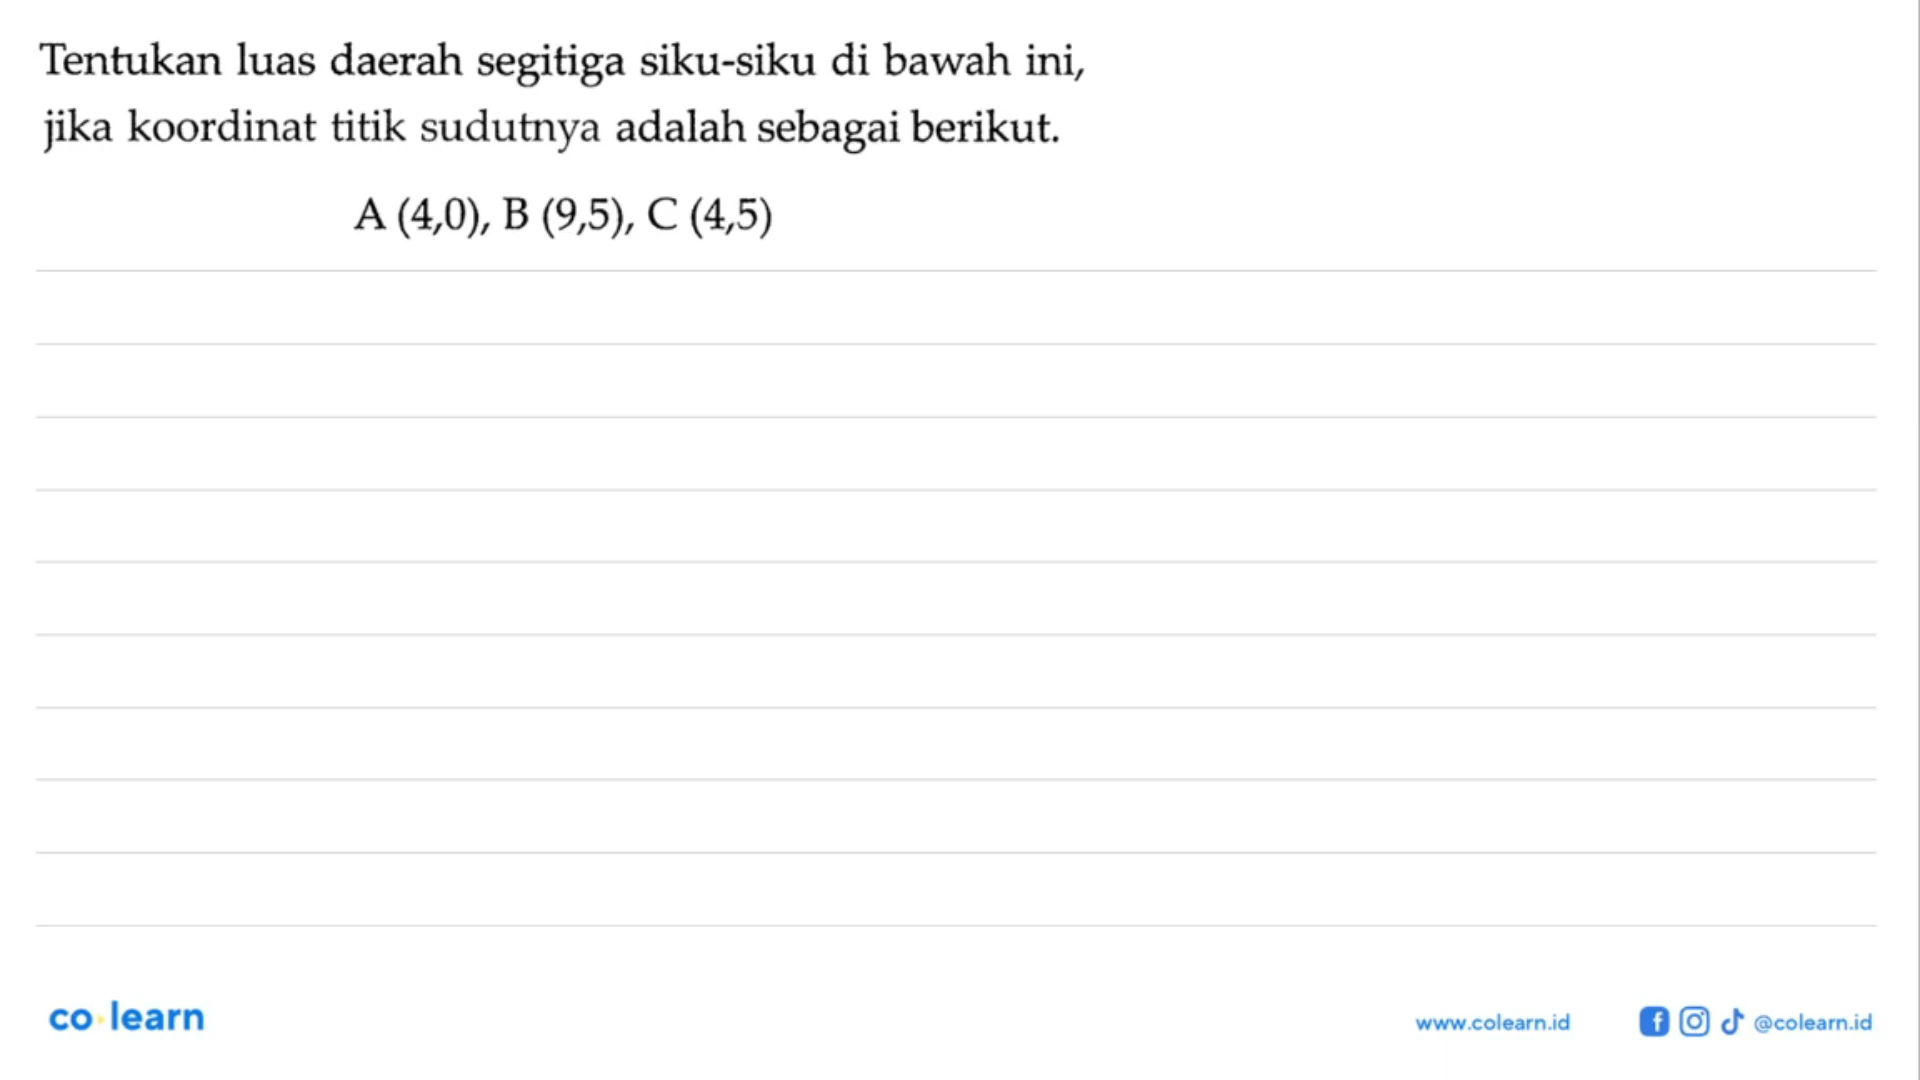 Tentukan luas daerah segitiga siku-siku di bawah ini,
jika koordinat titik sudutnya adalah sebagai berikut.
A (4,0), B (9,5), C (4,5)
co learn
www.colearn.id @colearn.id